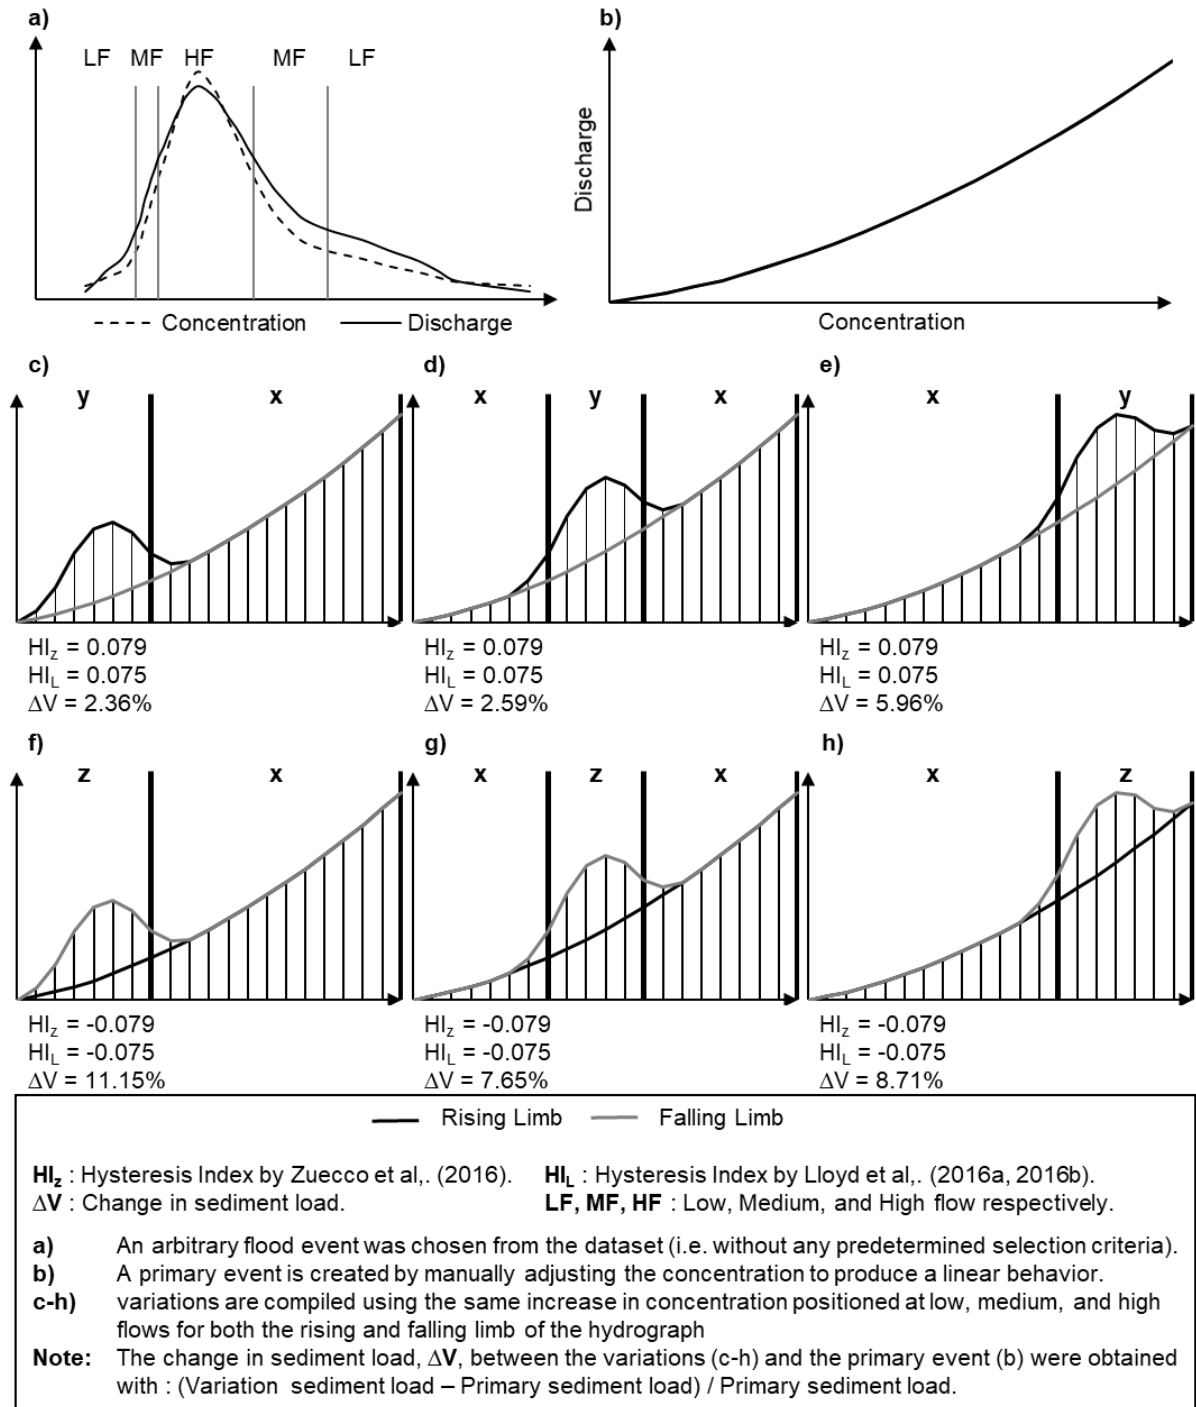 a)
LF MF HF MF LF
Concentration Discharge
b)
Discharge
Concentration
c)
y x
HIz = 0.079
HIL = 0.075
ΔV = 2.36%
d)
x y x
HIz = 0.079
HIL = 0.075
ΔV = 2.59%
e)
x y
HIz = 0.079
HIL = 0.075
ΔV = 5.96%
f)
z x
HIz = -0.079
HIL = -0.075
ΔV = 11.15%
g)
x z x
HIz = -0.079
HIL = -0.075
ΔV = 7.65%
h)
x z
HIz = -0.079
HIL = -0.075
ΔV = 8.71%
Rising Limb Falling Limb
HIz : Hysteresis Index by Zuecco et al,. (2016). HIL : Hysteresis Index by Lloyd et al,. (2016a, 2016b).
ΔV : Change in sediment load. LF, MF, HF : Low, Medium, and High flow respectively.
a) An arbitrary flood event was chosen from the dataset (i.e. without any predetermined selection criteria).
b) A primary event is created by manually adjusting the concentration to produce a linear behavior.
c-h) variations are compiled using the same increase in concentration positioned at low, medium, and high
flows for both the rising and falling limb of the hydrograph
Note: The change in sediment load, ΔV, between the variations (c-h) and the primary event (b) were obtained
with : (Variation sediment load – Primary sediment load) / Primary sediment load.